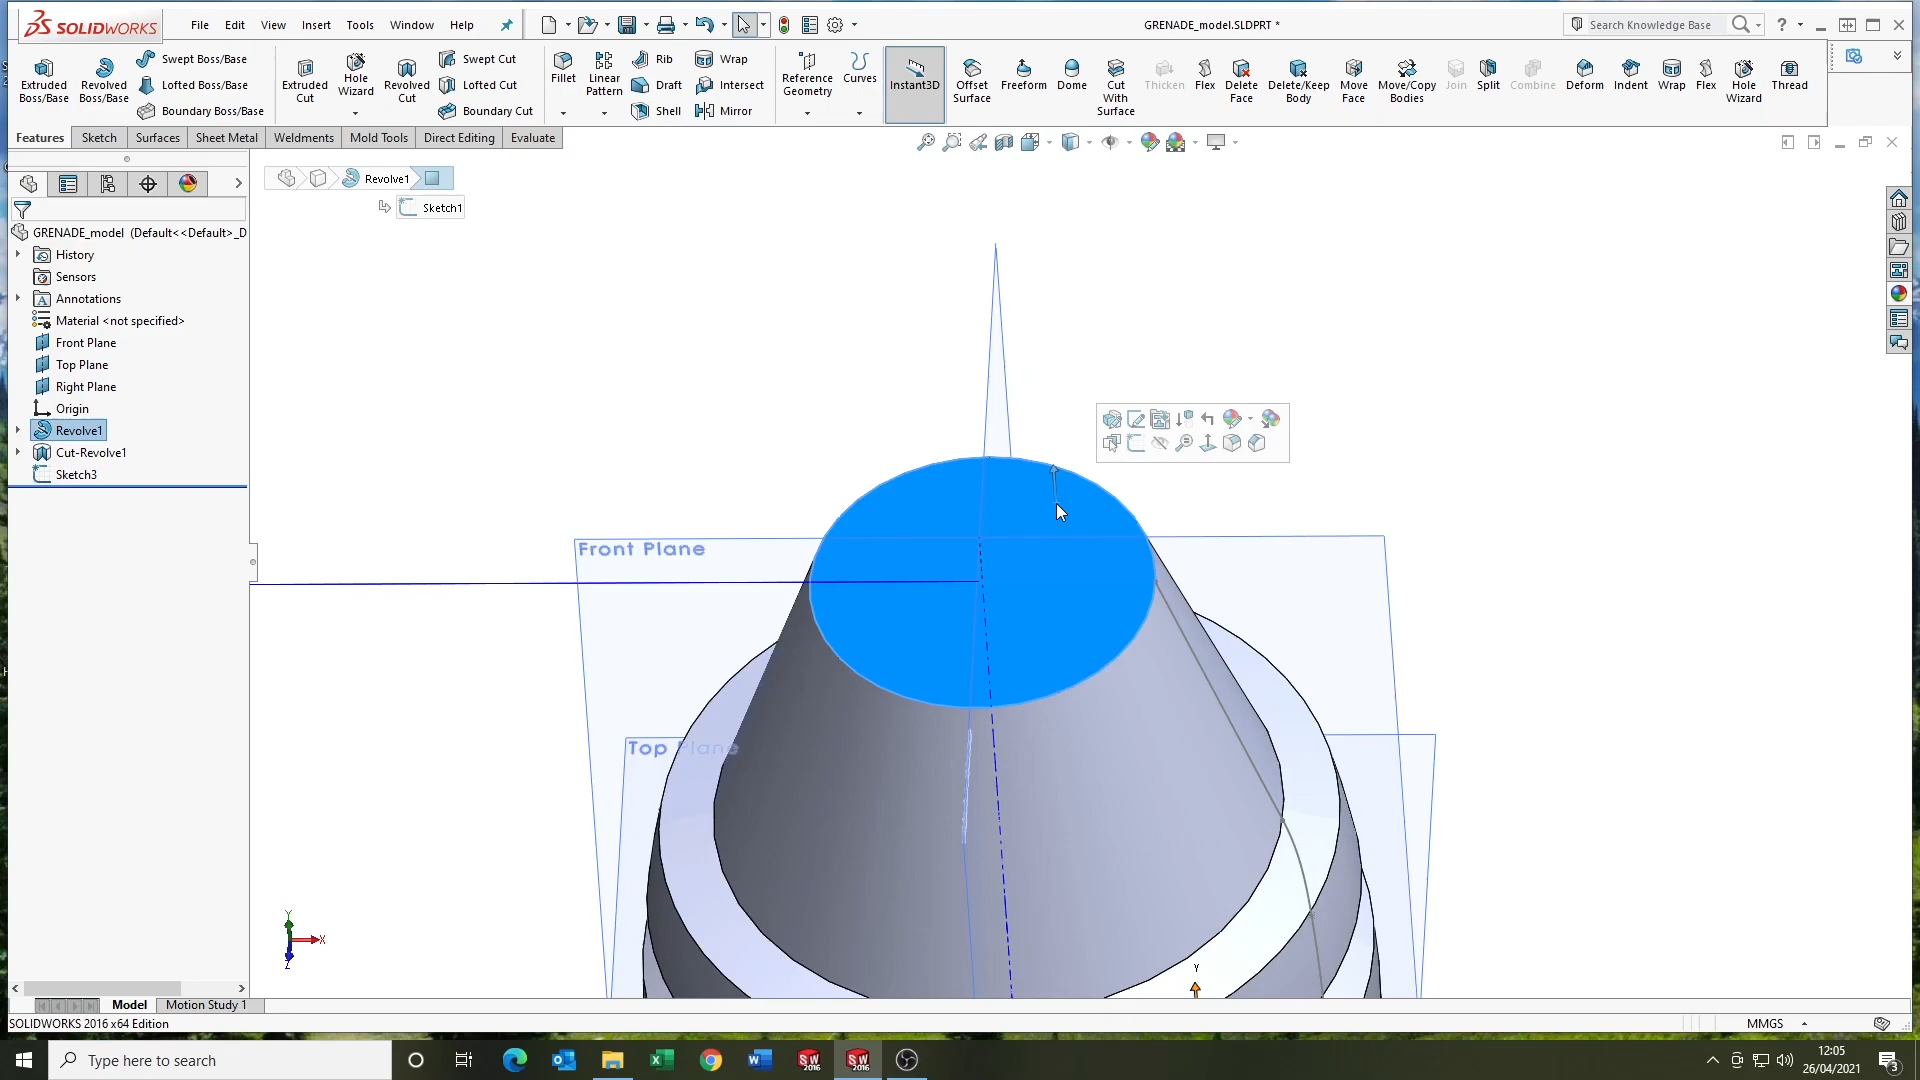 SOLIDWORKS
File Edit View Insert Tools Window Help
GRENADE_model.SLDPRT *
Search Knowledge Base
Extruded Boss/Base
Revolved Boss/Base
Swept Boss/Base
Lofted Boss/Base
Boundary Boss/Base
Extruded Cut
Hole Wizard
Revolved Cut
Swept Cut
Lofted Cut
Boundary Cut
Fillet
Linear Pattern
Rib
Draft
Shell
Wrap
Intersect
Mirror
Reference Geometry
Curves
Instant3D
Offset Surface
Freeform
Dome
Cut With Surface
Thicken
Flex
Delete Face
Delete/Keep Body
Move Face
Move/Copy Bodies
Join
Split
Combine
Deform
Indent
Wrap
Flex
Hole Wizard
Thread
Features Sketch Surfaces Sheet Metal Weldments Mold Tools Direct Editing Evaluate
Revolve1
Sketch1
GRENADE_model (Default<<Default>_D
History
Sensors
Annotations
Material <not specified>
Front Plane
Top Plane
Right Plane
Origin
Revolve1
Cut-Revolve1
Sketch3
Front Plane
Top Plane
Y
X
Z
Y
Model Motion Study 1
SOLIDWORKS 2016 x64 Edition
MMGS
Type here to search
SW 2016
SW 2016
12:05
26/04/2021
3